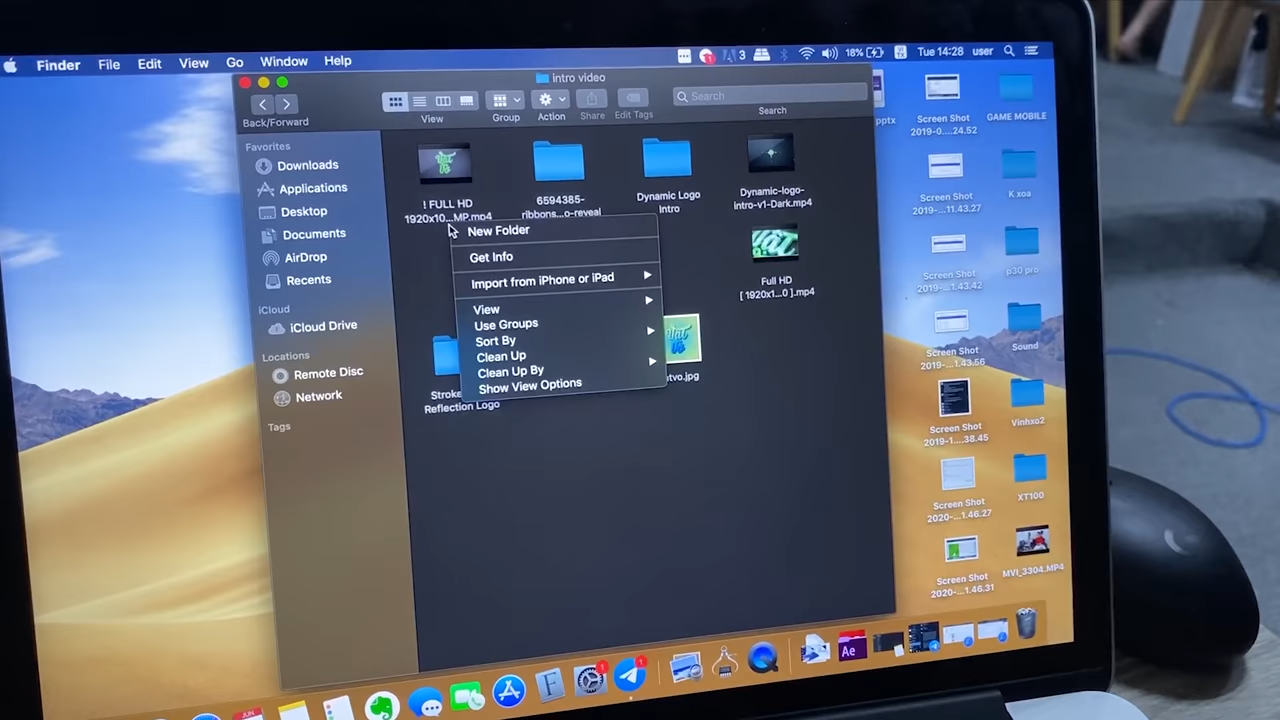 Finder File Edit View Go Window Help
3 18% Tue 14:28 user
intro video
Back/Forward
View
Group
Action
Share
Edit Tags
Search
Search
Favorites
Downloads
Applications
Desktop
Documents
AirDrop
Recents
iCloud
iCloud Drive
Locations
Remote Disc
Network
Tags
! FULL HD
1920x10...MP.mp4
6594385-
ribbons...o-reveal
Dynamic Logo
Intro
Dynamic-logo-
intro-v1-Dark.mp4
Full HD
[ 1920x1...0 ].mp4
Stroke
Reflection Logo
tvo.jpg
New Folder
Get Info
Import from iPhone or iPad
View
Use Groups
Sort By
Clean Up
Clean Up By
Show View Options
pptx
Screen Shot
2019-0....24.52
GAME MOBILE
Screen Shot
2019-...11.43.27
K xoa
Screen Shot
2019-...1.43.42
p30 pro
Screen Shot
2019-...1.43.56
Sound
Screen Shot
2019-1....38.45
Vinhxo2
Screen Shot
2020-...1.46.27
XT100
Screen Shot
2020-...1.46.31
MVI_3304.MP4
JUN
F
1
1
Ae